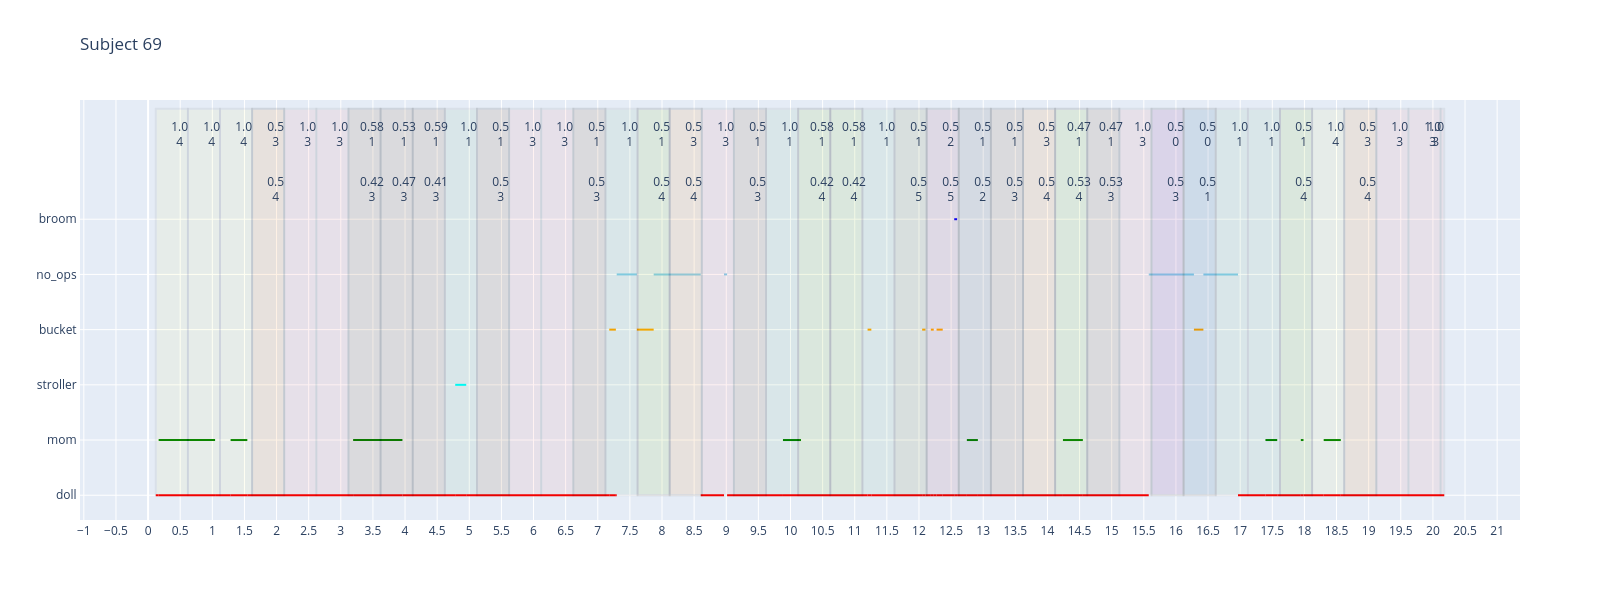 Subject 69
1.0 1.0 1.0 0.5 1.0 1.0 0.58 0.53 0.59 1.0 0.5 1.0 1.0 0.5 1.0 0.5 0.5 1.0 0.5 1.0 0.58 0.58 1.0 0.5 0.5 0.5 0.5 0.5 0.47 0.47 1.0 0.5 0.5 1.0 1.0 0.5 1.0 0.5 1.0
4 4 4 3 3 3 1 1 1 1 1 3 3 1 1 1 3 3 1 1 1 1 1 1 2 1 1 3 1 1 3 0 0 1 1 1 4 3 3
0.5 0.42 0.47 0.41 0.5 0.5 0.5 0.5 0.5 0.42 0.42 0.5 0.5 0.5 0.5 0.5 0.53 0.53 0.5 0.5 0.5 0.5
4 3 3 3 3 3 4 4 3 4 4 5 5 2 3 4 4 3 3 1 4 4
broom
no_ops
bucket
stroller
mom
doll
−1 −0.5 0 0.5 1 1.5 2 2.5 3 3.5 4 4.5 5 5.5 6 6.5 7 7.5 8 8.5 9 9.5 10 10.5 11 11.5 12 12.5 13 13.5 14 14.5 15 15.5 16 16.5 17 17.5 18 18.5 19 19.5 20 20.5 21